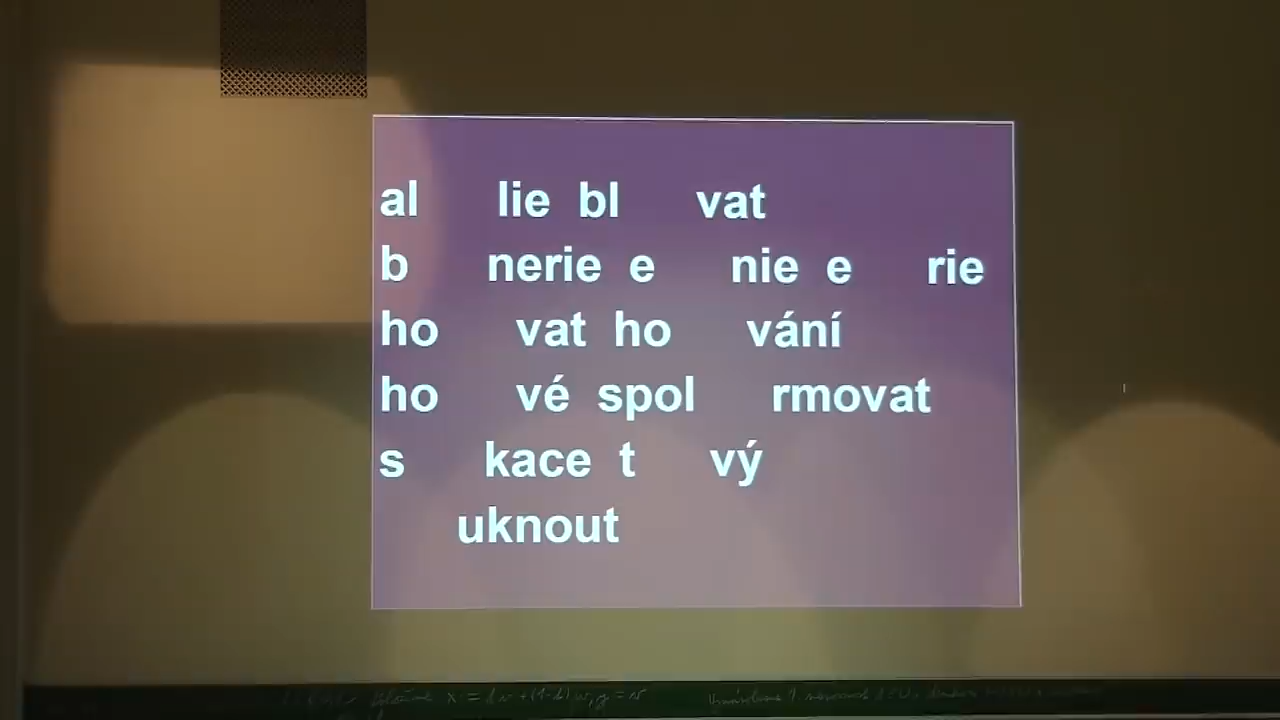 al lie bl vat
b nerie e nie e rie
ho vat ho vání
ho vé spol rmovat
s kace t vý
uknout